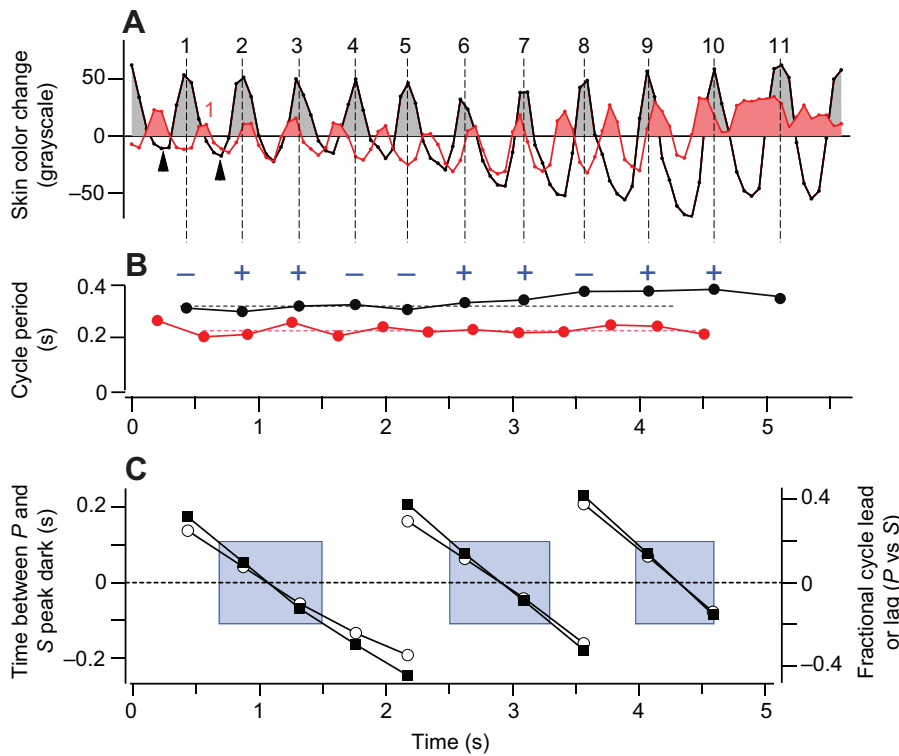 A
1 2 3 4 5 6 7 8 9 10 11
Skin color change
(grayscale)
50
0
–50
1
B
– + + – – + + – + +
Cycle period
(s)
0.4
0.2
0
0 1 2 3 4 5
C
Time between P and
S peak dark (s)
0.2
0
–0.2
0.4
0
–0.4
Fractional cycle lead
or lag (P vs S)
0 1 2 3 4 5
Time (s)